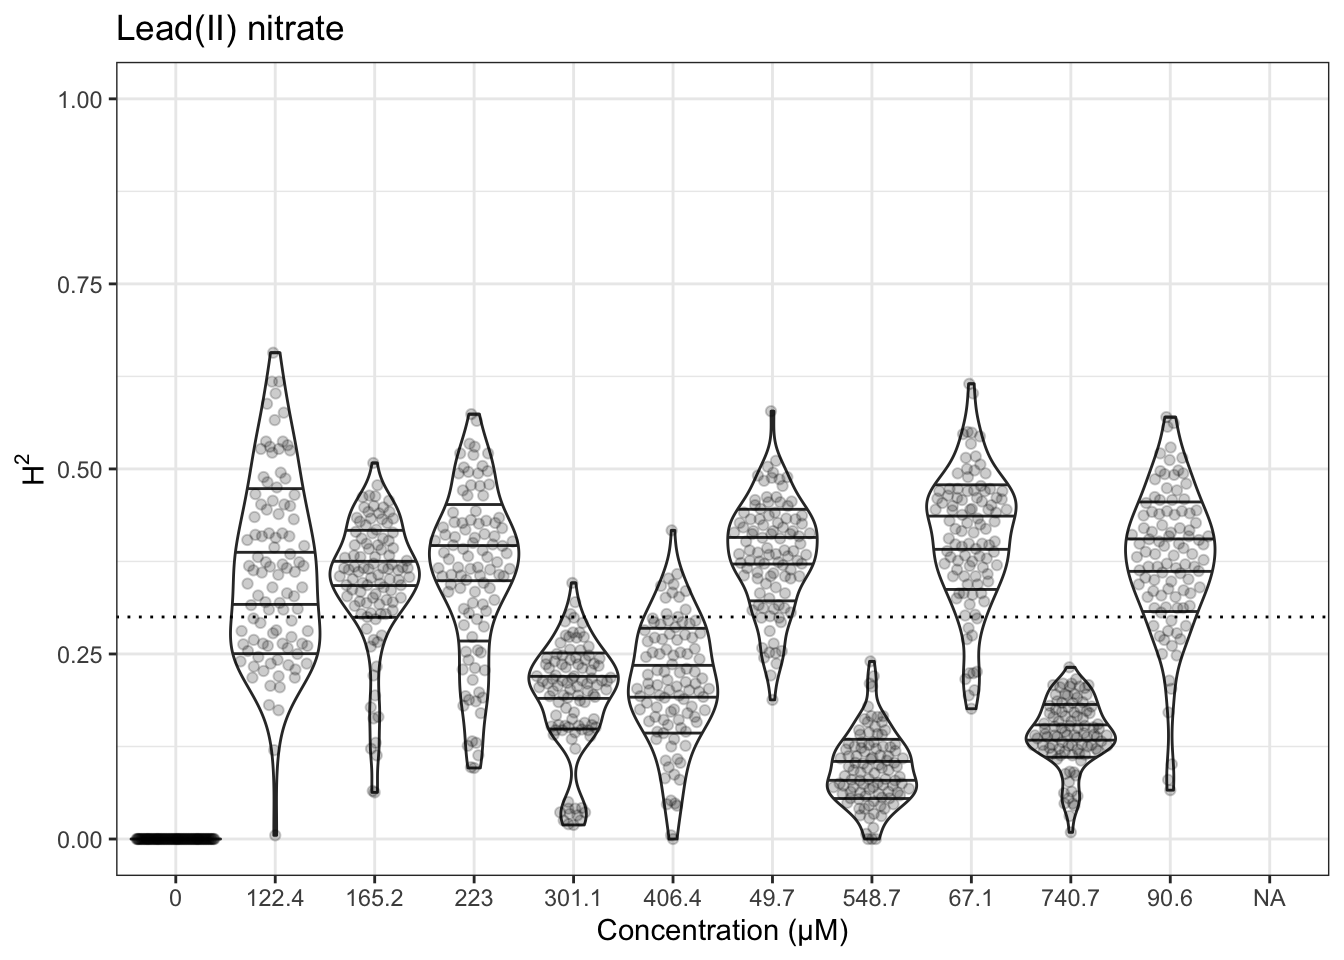 Lead(II) nitrate
1.00
0.75
0.50
0.25
0.00
H²
0 122.4 165.2 223 301.1 406.4 49.7 548.7 67.1 740.7 90.6 NA
Concentration (µM)